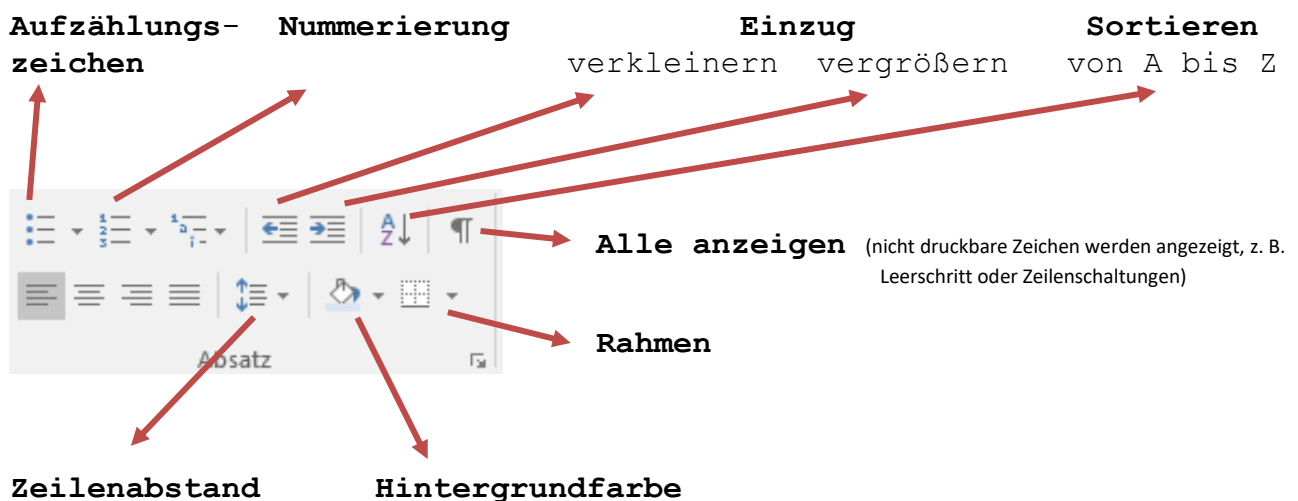 Aufzählungs- Nummerierung Einzug Sortieren
zeichen verkleinern vergrößern von A bis Z
Alle anzeigen (nicht druckbare Zeichen werden angezeigt, z. B.
Leerschritt oder Zeilenschaltungen)
Rahmen
Absatz
Zeilenabstand Hintergrundfarbe